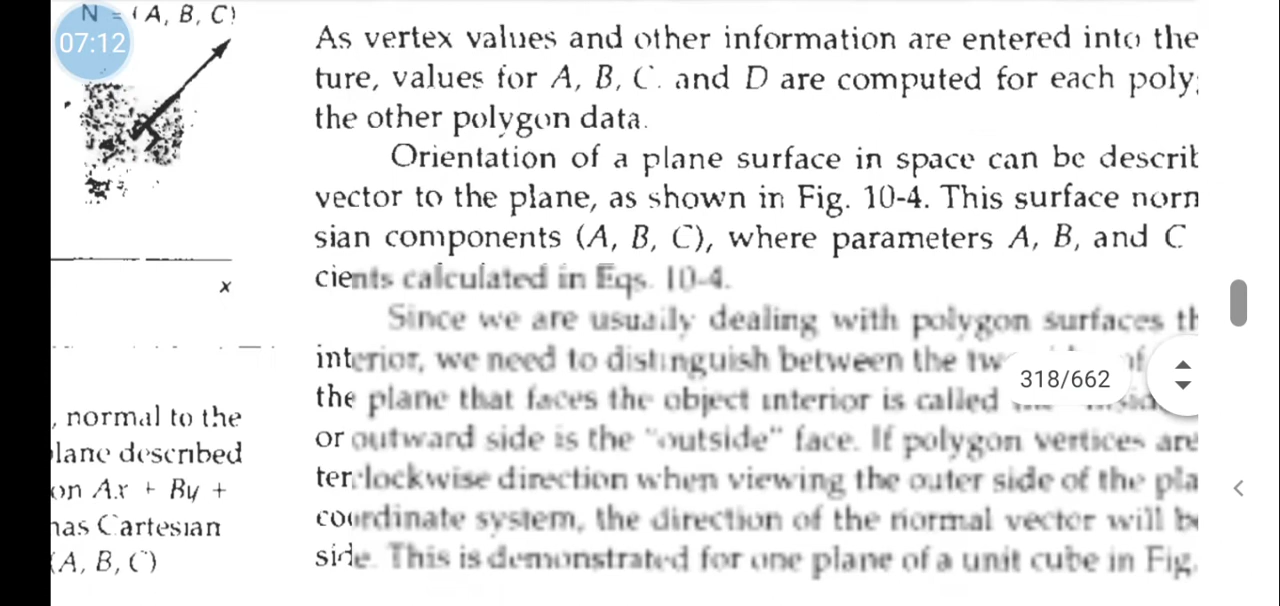 N = (A, B, C)
07:12
x
, normal to the
lane described
on Ax + By +
has Cartesian
(A, B, C)
As vertex values and other information are entered into the
ture, values for A, B, C. and D are computed for each poly
the other polygon data.
Orientation of a plane surface in space can be describ
vector to the plane, as shown in Fig. 10-4. This surface norm
sian components (A, B, C), where parameters A, B, and C
cients calculated in Eqs. 10-4.
Since we are usually dealing with polygon surfaces th
interior, we need to distinguish between the tw of
the plane that faces the object interior is called
or outward side is the "outside" face. If polygon vertices are
terclockwise direction when viewing the outer side of the pla
coordinate system, the direction of the normal vector will be
side. This is demonstrated for one plane of a unit cube in Fig.
318/662